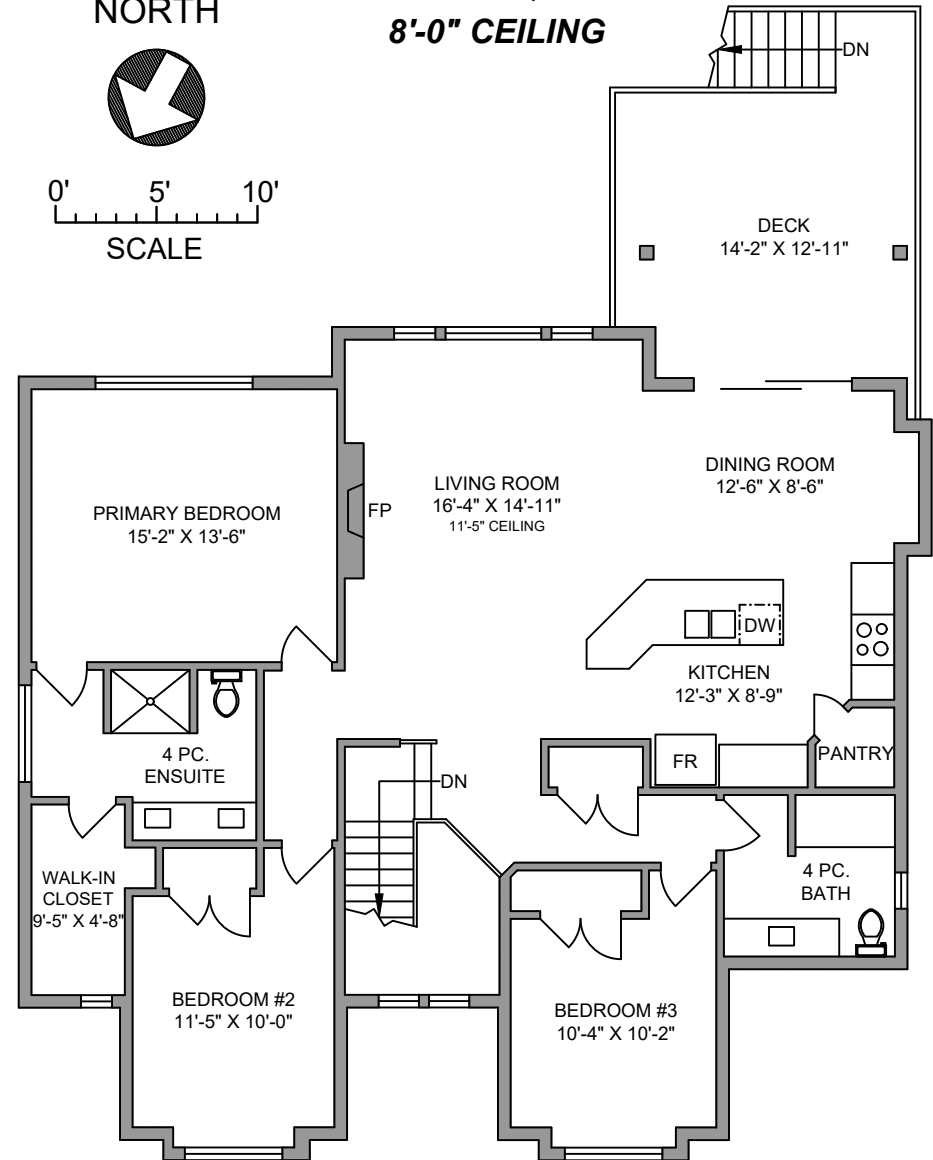 NORTH
8'-0" CEILING
DN
0' 5' 10'
SCALE
DECK
14'-2" X 12'-11"
PRIMARY BEDROOM
15'-2" X 13'-6"
FP
LIVING ROOM
16'-4" X 14'-11"
11'-5" CEILING
DINING ROOM
12'-6" X 8'-6"
DW
KITCHEN
12'-3" X 8'-9"
4 PC.
ENSUITE
DN
FR
PANTRY
WALK-IN
CLOSET
9'-5" X 4'-8"
4 PC.
BATH
BEDROOM #2
11'-5" X 10'-0"
BEDROOM #3
10'-4" X 10'-2"